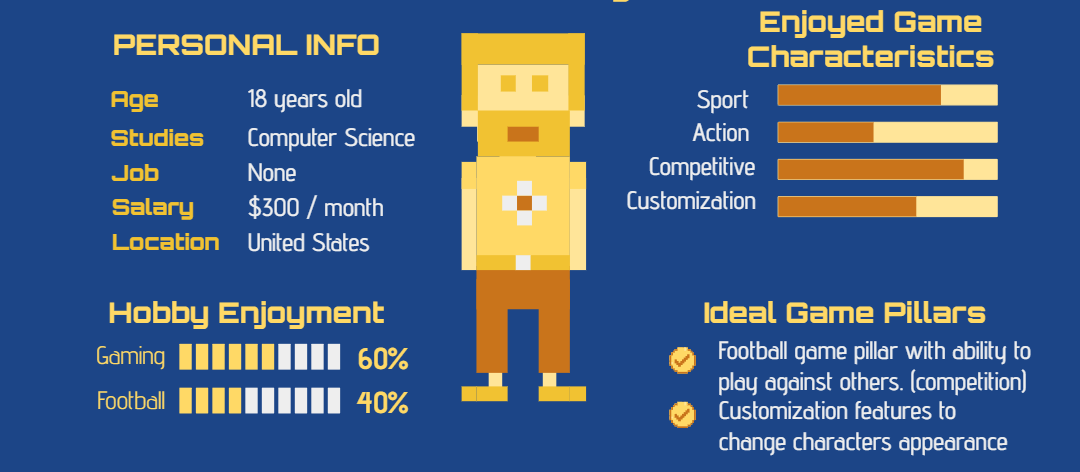 PERSONAL INFO
Age 18 years old
Studies Computer Science
Job None
Salary $300 / month
Location United States
Hobby Enjoyment
Gaming 60%
Football 40%
Enjoyed Game
Characteristics
Sport
Action
Competitive
Customization
Ideal Game Pillars
Football game pillar with ability to
play against others. (competition)
Customization features to
change characters appearance